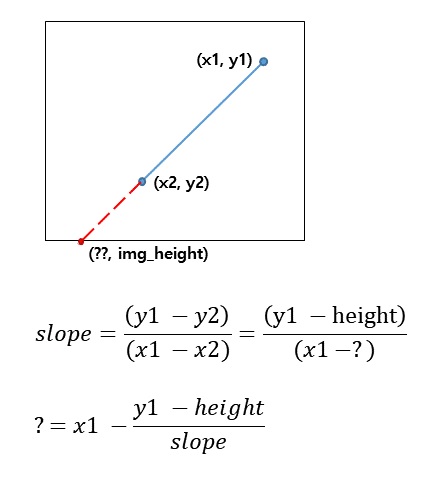 (x1, y1)
(x2, y2)
(??, img_height)
slope = (y1 − y2) / (x1 − x2) = (y1 − height) / (x1 −?)
? = x1 − (y1 − height) / slope